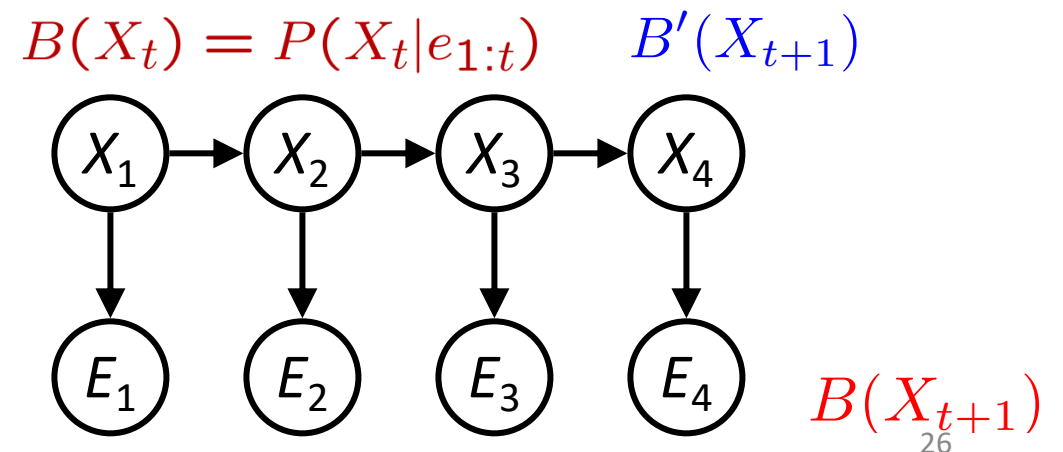 B(X_t) = P(X_t|e_{1:t}) B'(X_{t+1})
X_1 X_2 X_3 X_4
E_1 E_2 E_3 E_4
B(X_{t+1})
26